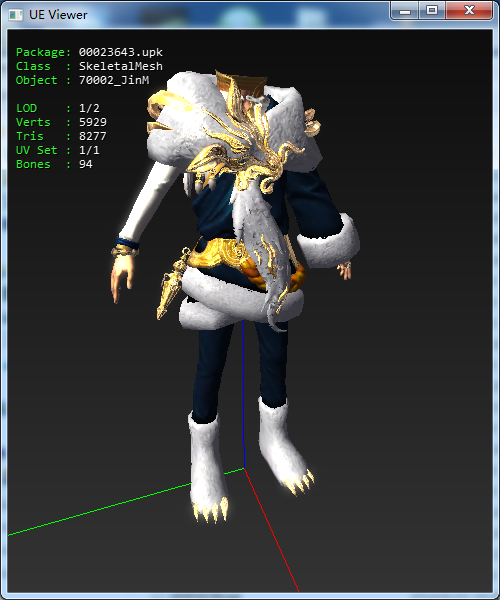 UE Viewer
Package: 00023643.upk
Class : SkeletalMesh
Object : 70002_JinM
LOD : 1/2
Verts : 5929
Tris : 8277
UV Set : 1/1
Bones : 94